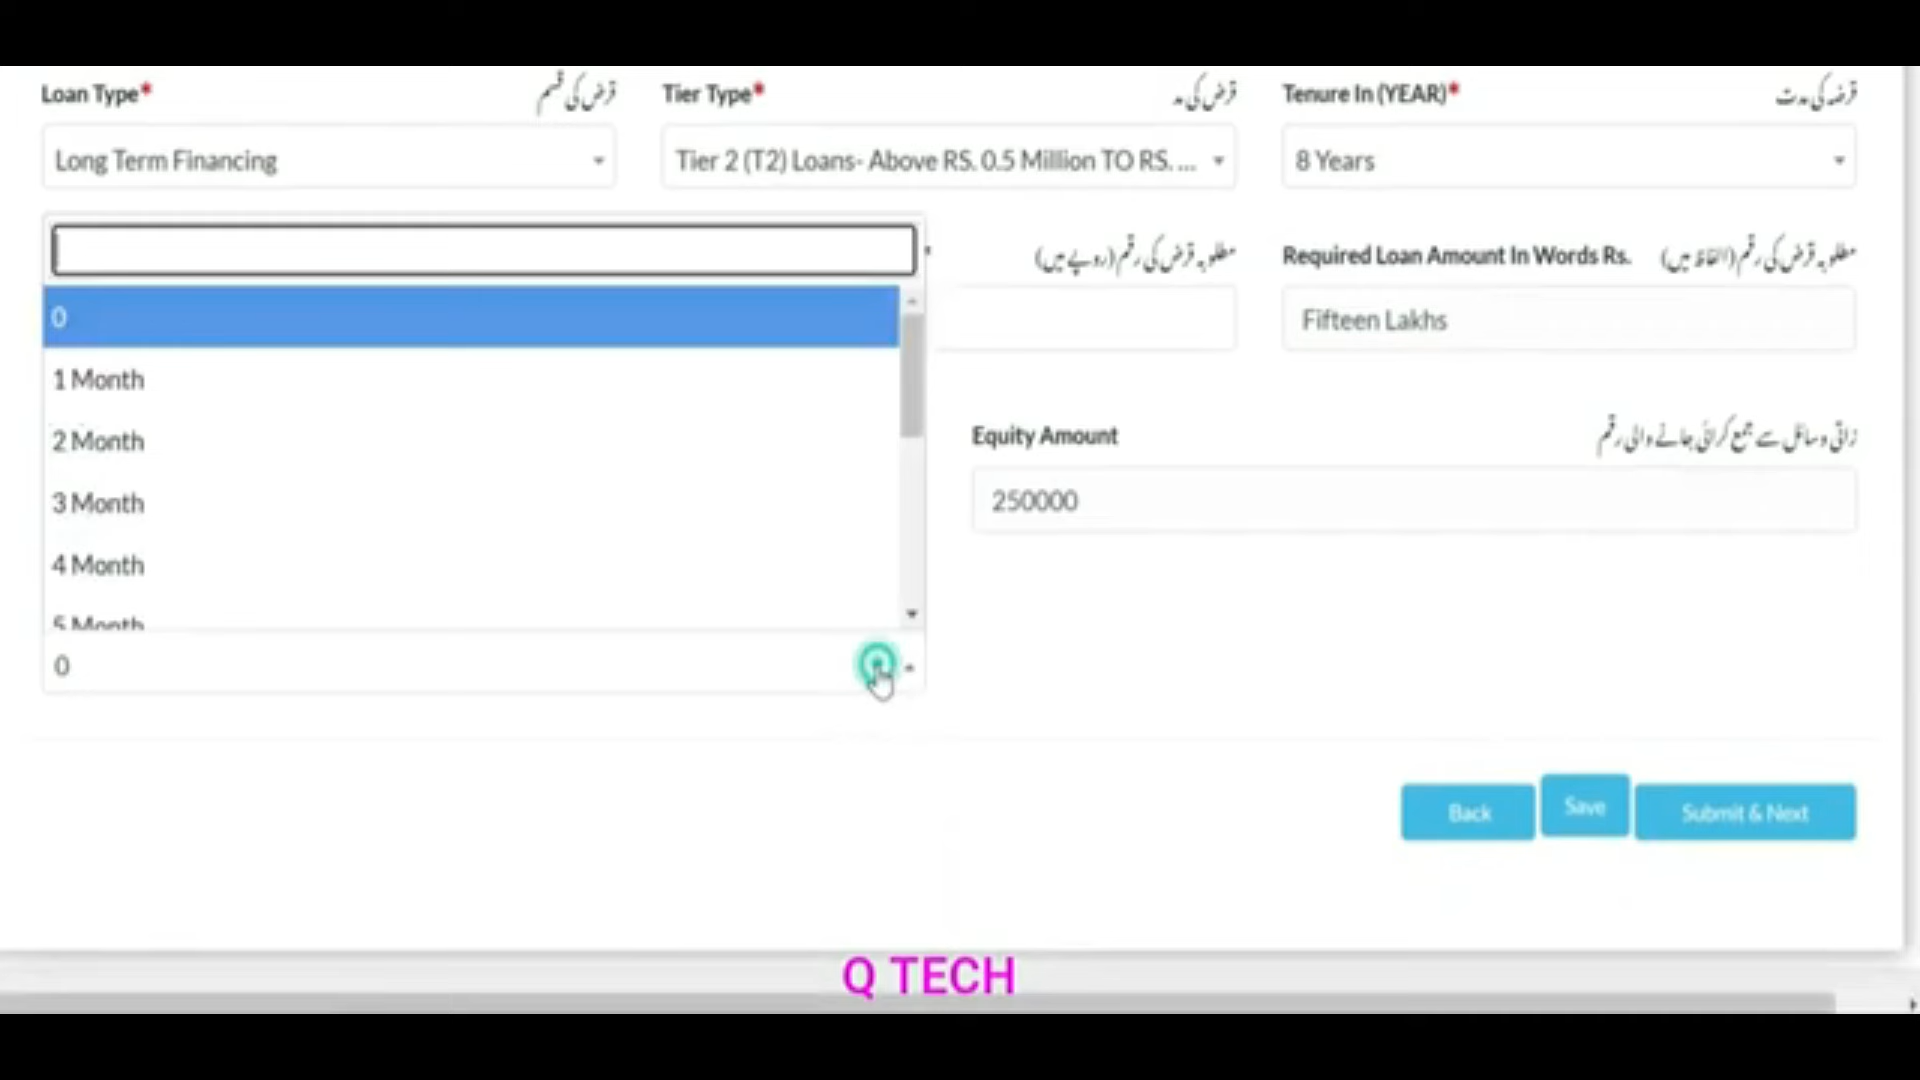 Loan Type* قرض کی قسم
Tier Type* قرض کی مد
Tenure In (YEAR)* قرضہ کی مدت
Long Term Financing
Tier 2 (T2) Loans- Above RS. 0.5 Million TO RS. ...
8 Years
مطلوبہ قرض کی رقم (روپے میں)
Required Loan Amount In Words Rs. مطلوبہ قرض کی رقم (الفاظ میں)
Fifteen Lakhs
0
1 Month
2 Month
3 Month
4 Month
5 Month
0
Equity Amount ذاتی وسائل سے جمع کرائی جانے والی رقم
250000
Back
Save
Submit & Next
Q TECH